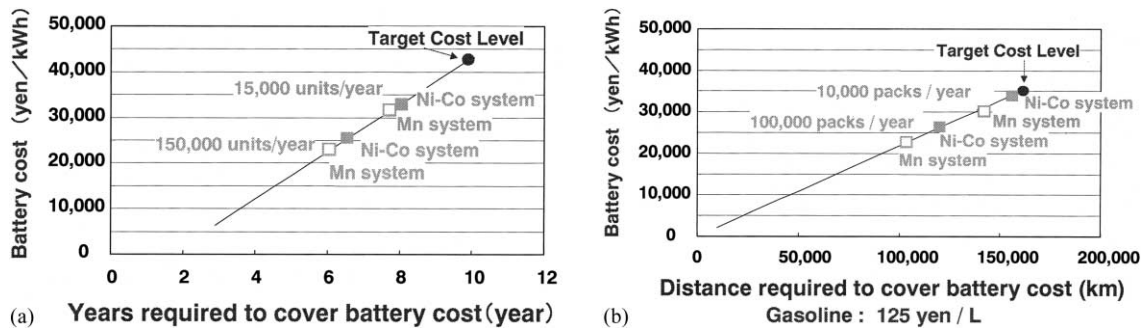 (a)
Battery cost (yen/kWh)
50,000
40,000
30,000
20,000
10,000
0
Target Cost Level
15,000 units/year
Ni-Co system
Mn system
150,000 units/year
Ni-Co system
Mn system
0 2 4 6 8 10 12
Years required to cover battery cost(year)
(b)
Battery cost (yen/kWh)
50,000
40,000
30,000
20,000
10,000
0
Target Cost Level
10,000 packs / year
Ni-Co system
Mn system
100,000 packs / year
Ni-Co system
Mn system
0 50,000 100,000 150,000 200,000
Distance required to cover battery cost (km)
Gasoline : 125 yen / L